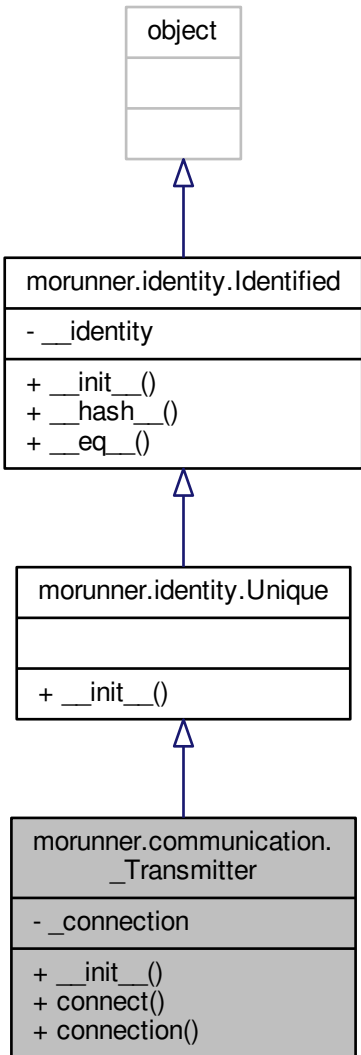 object
morunner.identity.Identified
- __identity
+ __init__()
+ __hash__()
+ __eq__()
morunner.identity.Unique
+ __init__()
morunner.communication.
_Transmitter
- _connection
+ __init__()
+ connect()
+ connection()